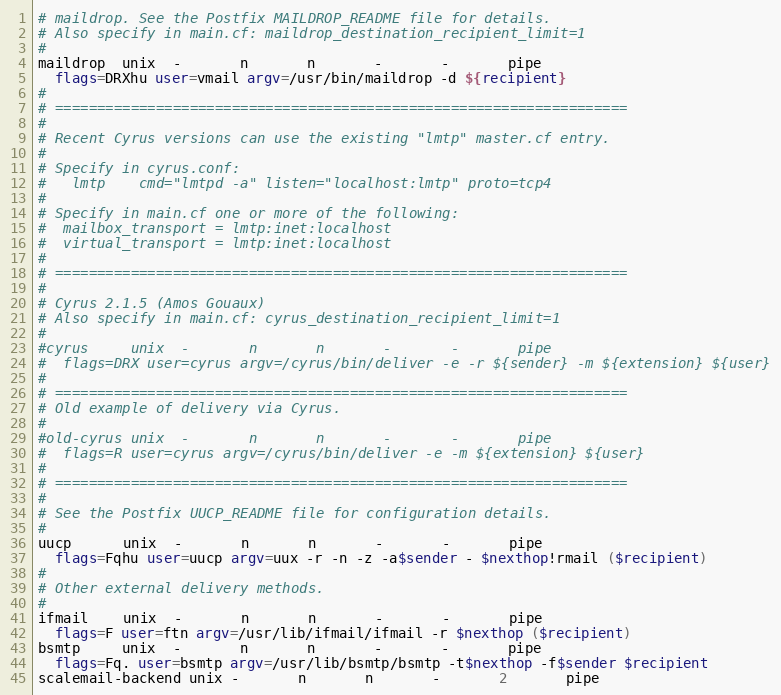 1 # maildrop. See the Postfix MAILDROP_README file for details.
2 # Also specify in main.cf: maildrop_destination_recipient_limit=1
3 #
4 maildrop  unix  -       n       n       -       -       pipe
5   flags=DRXhu user=vmail argv=/usr/bin/maildrop -d ${recipient}
6 #
7 # ====================================================================
8 #
9 # Recent Cyrus versions can use the existing "lmtp" master.cf entry.
10 #
11 # Specify in cyrus.conf:
12 #   lmtp    cmd="lmtpd -a" listen="localhost:lmtp" proto=tcp4
13 #
14 # Specify in main.cf one or more of the following:
15 #  mailbox_transport = lmtp:inet:localhost
16 #  virtual_transport = lmtp:inet:localhost
17 #
18 # ====================================================================
19 #
20 # Cyrus 2.1.5 (Amos Gouaux)
21 # Also specify in main.cf: cyrus_destination_recipient_limit=1
22 #
23 #cyrus     unix  -       n       n       -       -       pipe
24 #  flags=DRX user=cyrus argv=/cyrus/bin/deliver -e -r ${sender} -m ${extension} ${user}
25 #
26 # ====================================================================
27 # Old example of delivery via Cyrus.
28 #
29 #old-cyrus unix  -       n       n       -       -       pipe
30 #  flags=R user=cyrus argv=/cyrus/bin/deliver -e -m ${extension} ${user}
31 #
32 # ====================================================================
33 #
34 # See the Postfix UUCP_README file for configuration details.
35 #
36 uucp      unix  -       n       n       -       -       pipe
37   flags=Fqhu user=uucp argv=uux -r -n -z -a$sender - $nexthop!rmail ($recipient)
38 #
39 # Other external delivery methods.
40 #
41 ifmail    unix  -       n       n       -       -       pipe
42   flags=F user=ftn argv=/usr/lib/ifmail/ifmail -r $nexthop ($recipient)
43 bsmtp     unix  -       n       n       -       -       pipe
44   flags=Fq. user=bsmtp argv=/usr/lib/bsmtp/bsmtp -t$nexthop -f$sender $recipient
45 scalemail-backend unix -       n       n       -       2       pipe